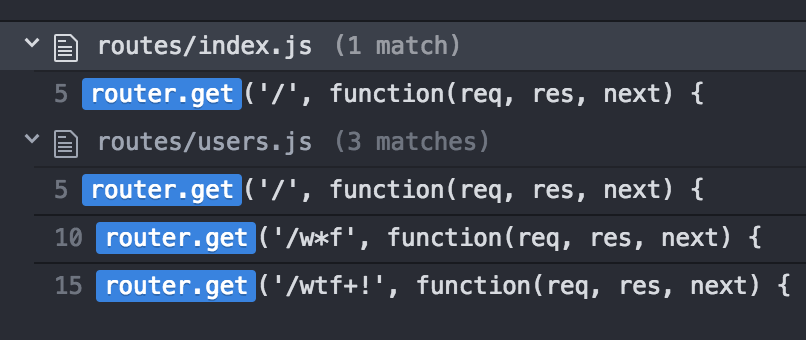 routes/index.js (1 match)
5 router.get('/', function(req, res, next) {
routes/users.js (3 matches)
5 router.get('/', function(req, res, next) {
10 router.get('/w*f', function(req, res, next) {
15 router.get('/wtf+!', function(req, res, next) {